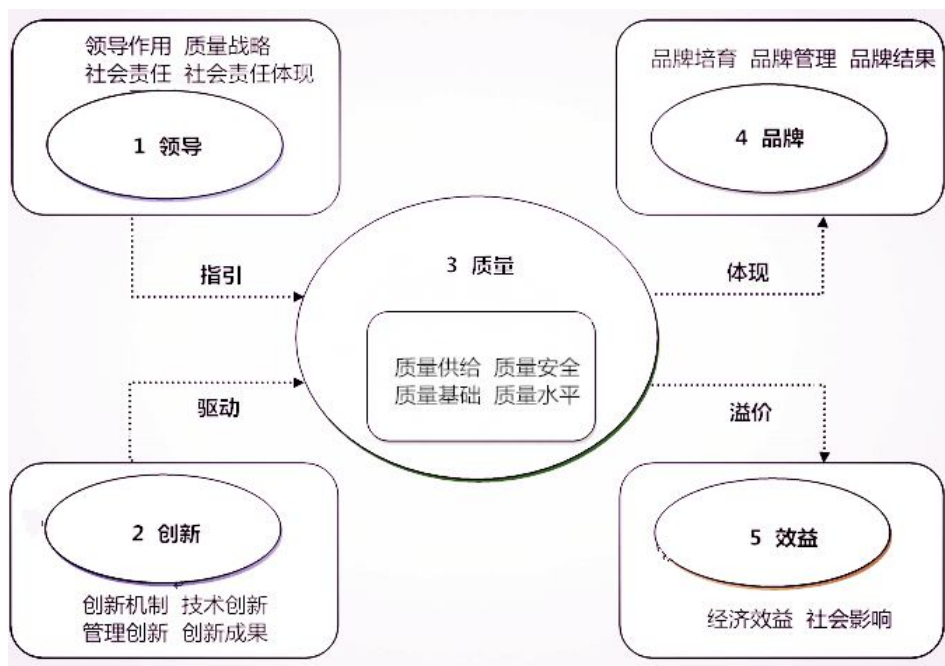 领导作用 质量战略
社会责任 社会责任体现
1 领导
品牌培育 品牌管理 品牌结果
4 品牌
指引
3 质量
体现
质量供给 质量安全
质量基础 质量水平
驱动
溢价
2 创新
创新机制 技术创新
管理创新 创新成果
5 效益
经济效益 社会影响